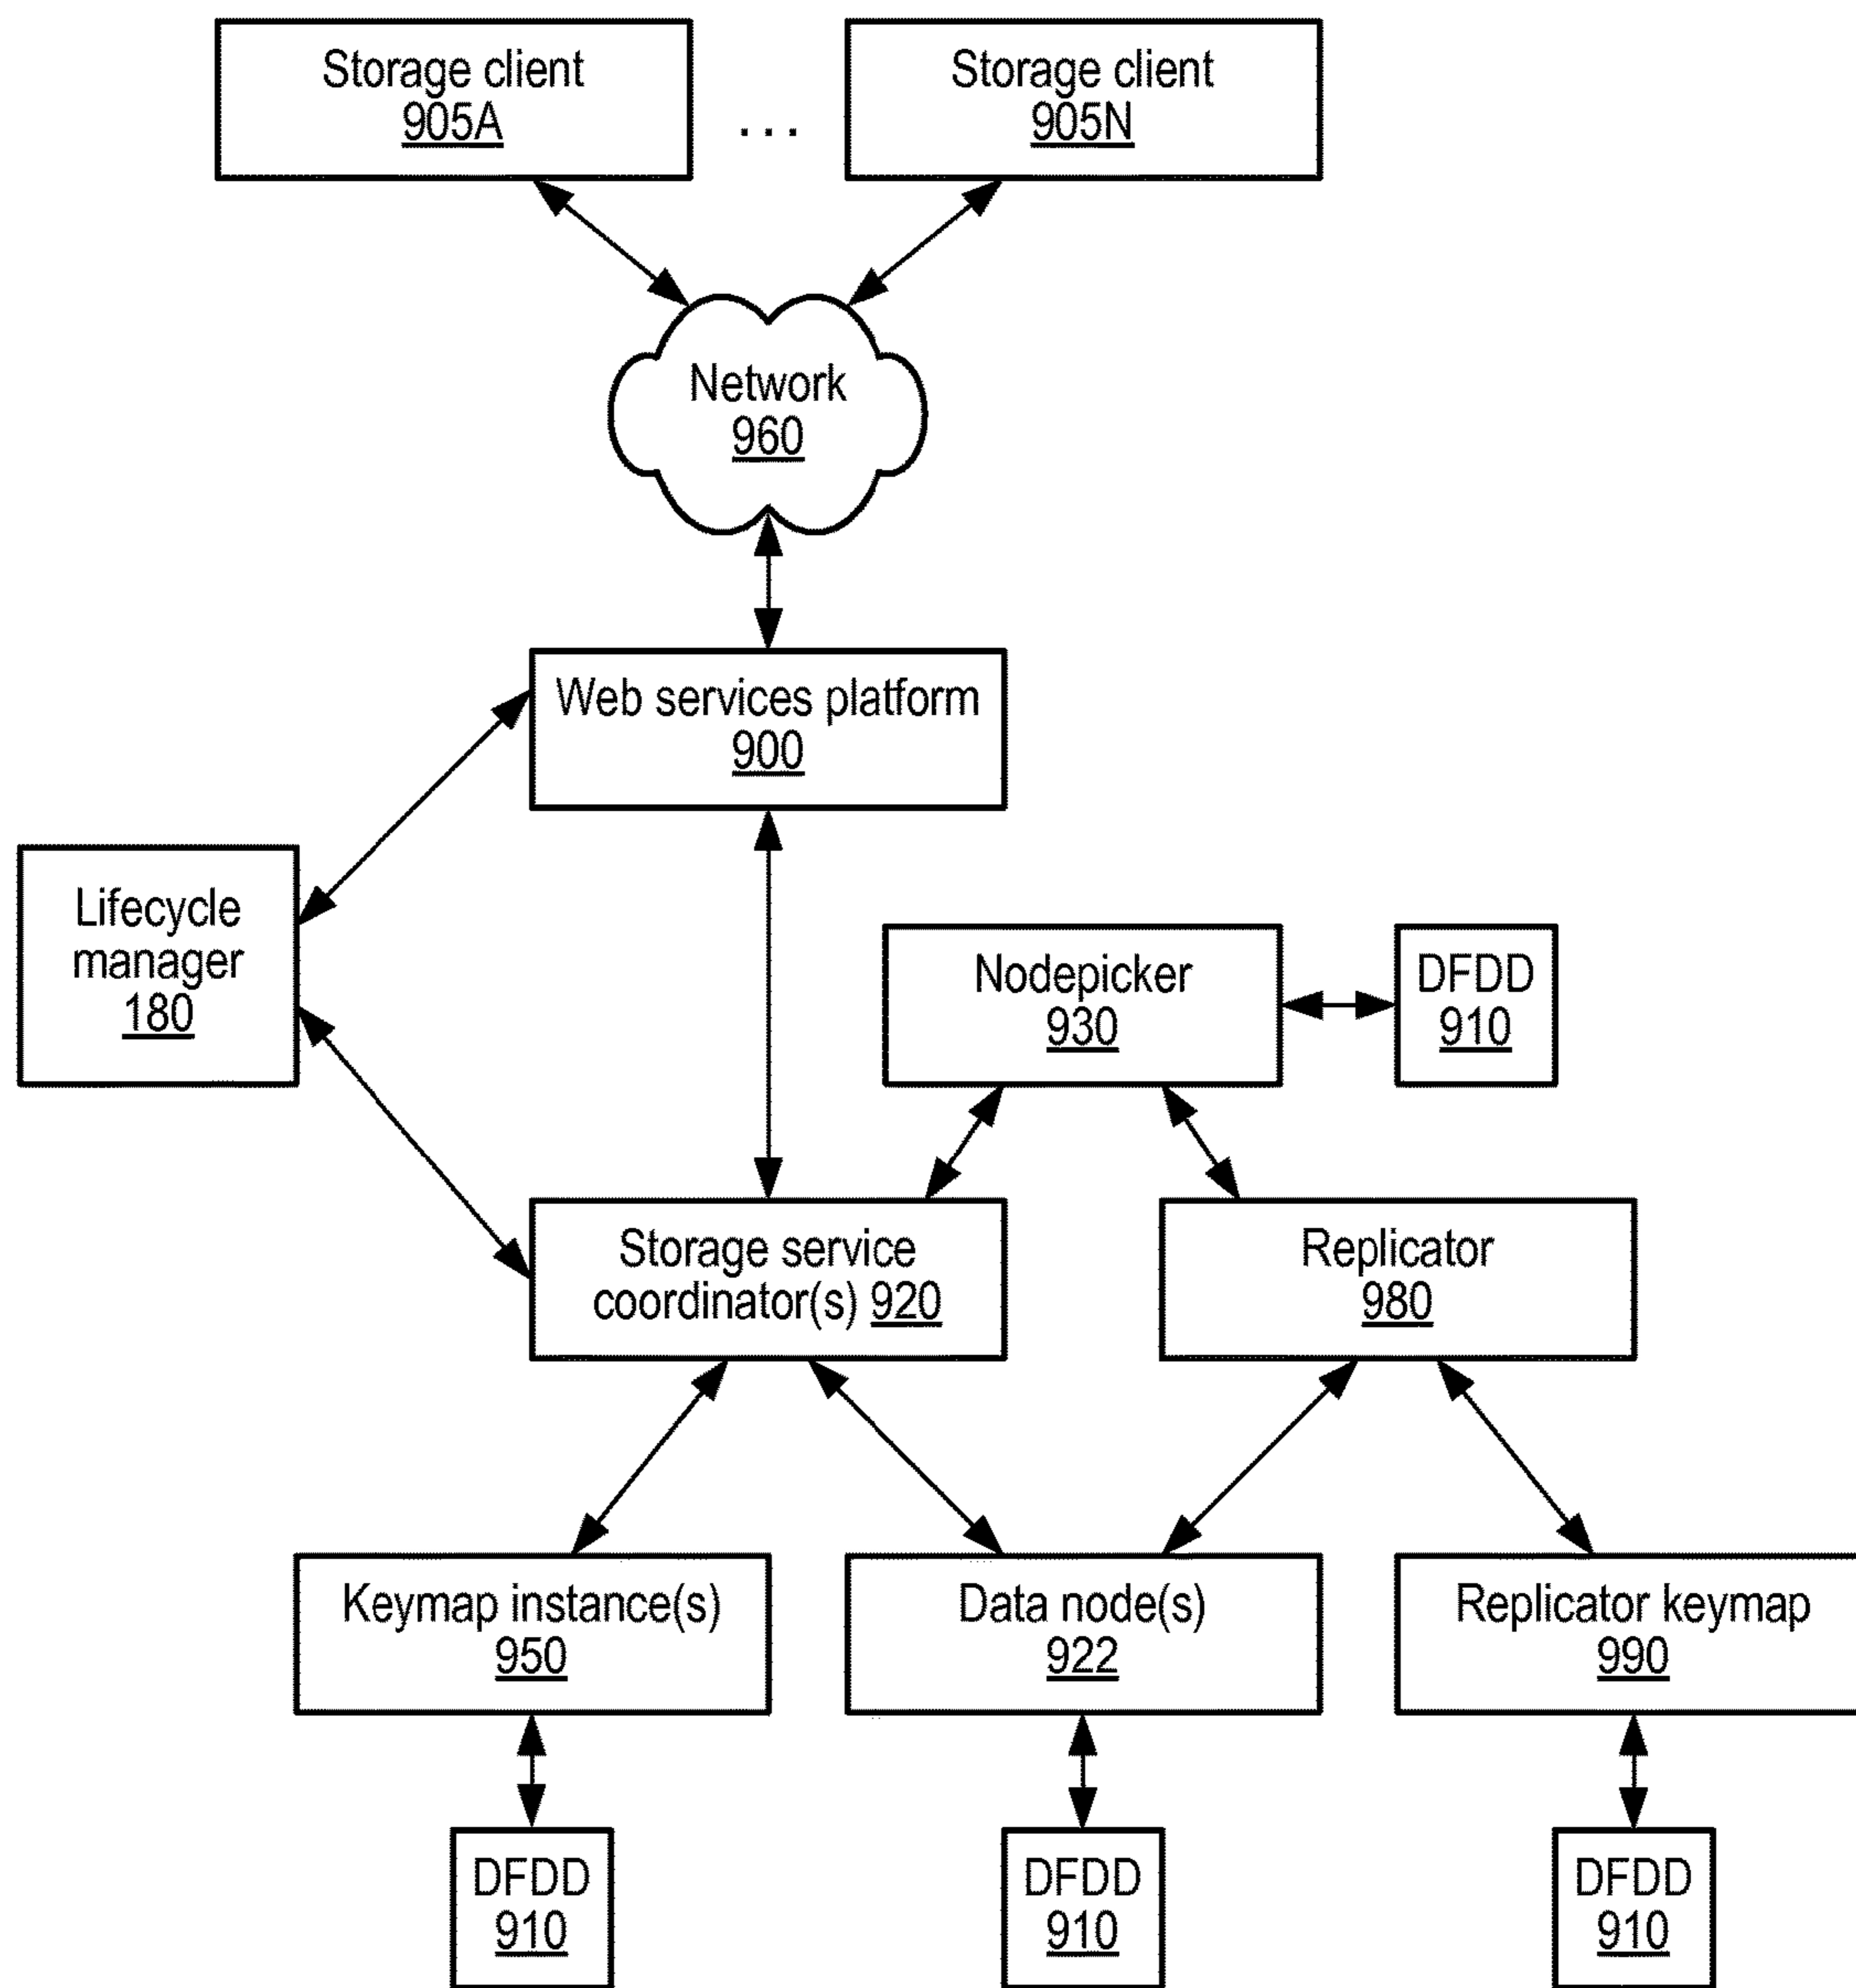 Storage client
905A
...
Storage client
905N
Network
960
Web services platform
900
Lifecycle
manager
180
Nodepicker
930
DFDD
910
Storage service
coordinator(s) 920
Replicator
980
Keymap instance(s)
950
Data node(s)
922
Replicator keymap
990
DFDD
910
DFDD
910
DFDD
910